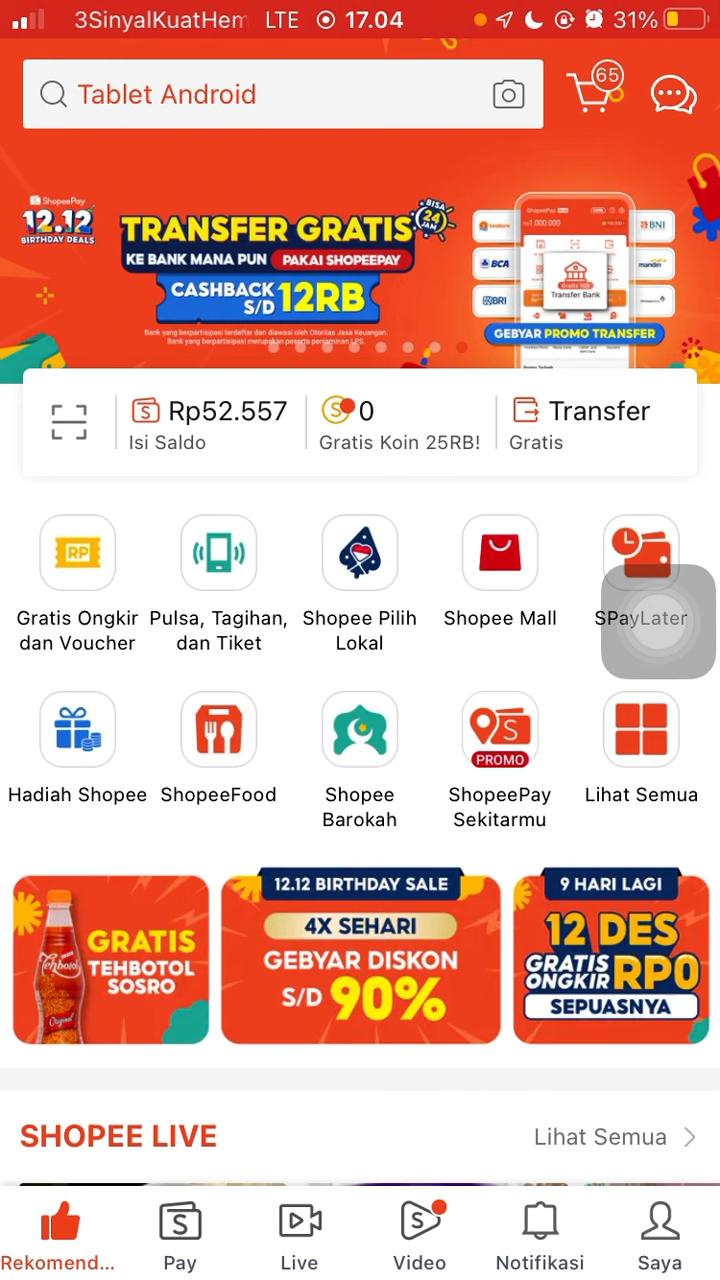 3SinyalKuatHem LTE 17.04 31%
Tablet Android
65
ShopeePay
12.12
BIRTHDAY DEALS
TRANSFER GRATIS
BISA
24
JAM
KE BANK MANA PUN PAKAI SHOPEEPAY
CASHBACK
S/D 12RB
Bank yang berpartisipasi terdaftar dan diawasi oleh Otoritas Jasa Keuangan.
Bank yang berpartisipasi merupakan peserta penjaminan LPS.
ShopeePay
1.000.000
BNI
BCA
mandiri
BRI
Gratis 10x
Transfer Bank
GEBYAR PROMO TRANSFER
Rp52.557
Isi Saldo
0
Gratis Koin 25RB!
Transfer
Gratis
RP
Gratis Ongkir
dan Voucher
Pulsa, Tagihan,
dan Tiket
Shopee Pilih
Lokal
Shopee Mall
SPayLater
Hadiah Shopee
ShopeeFood
Shopee
Barokah
PROMO
ShopeePay
Sekitarmu
Lihat Semua
GRATIS
TEHBOTOL
SOSRO
Tehbotol
Original
12.12 BIRTHDAY SALE
4X SEHARI
GEBYAR DISKON
S/D 90%
9 HARI LAGI
12 DES
GRATIS
ONGKIR RP0
SEPUASNYA
SHOPEE LIVE
Lihat Semua
Rekomend...
Pay
Live
Video
Notifikasi
Saya